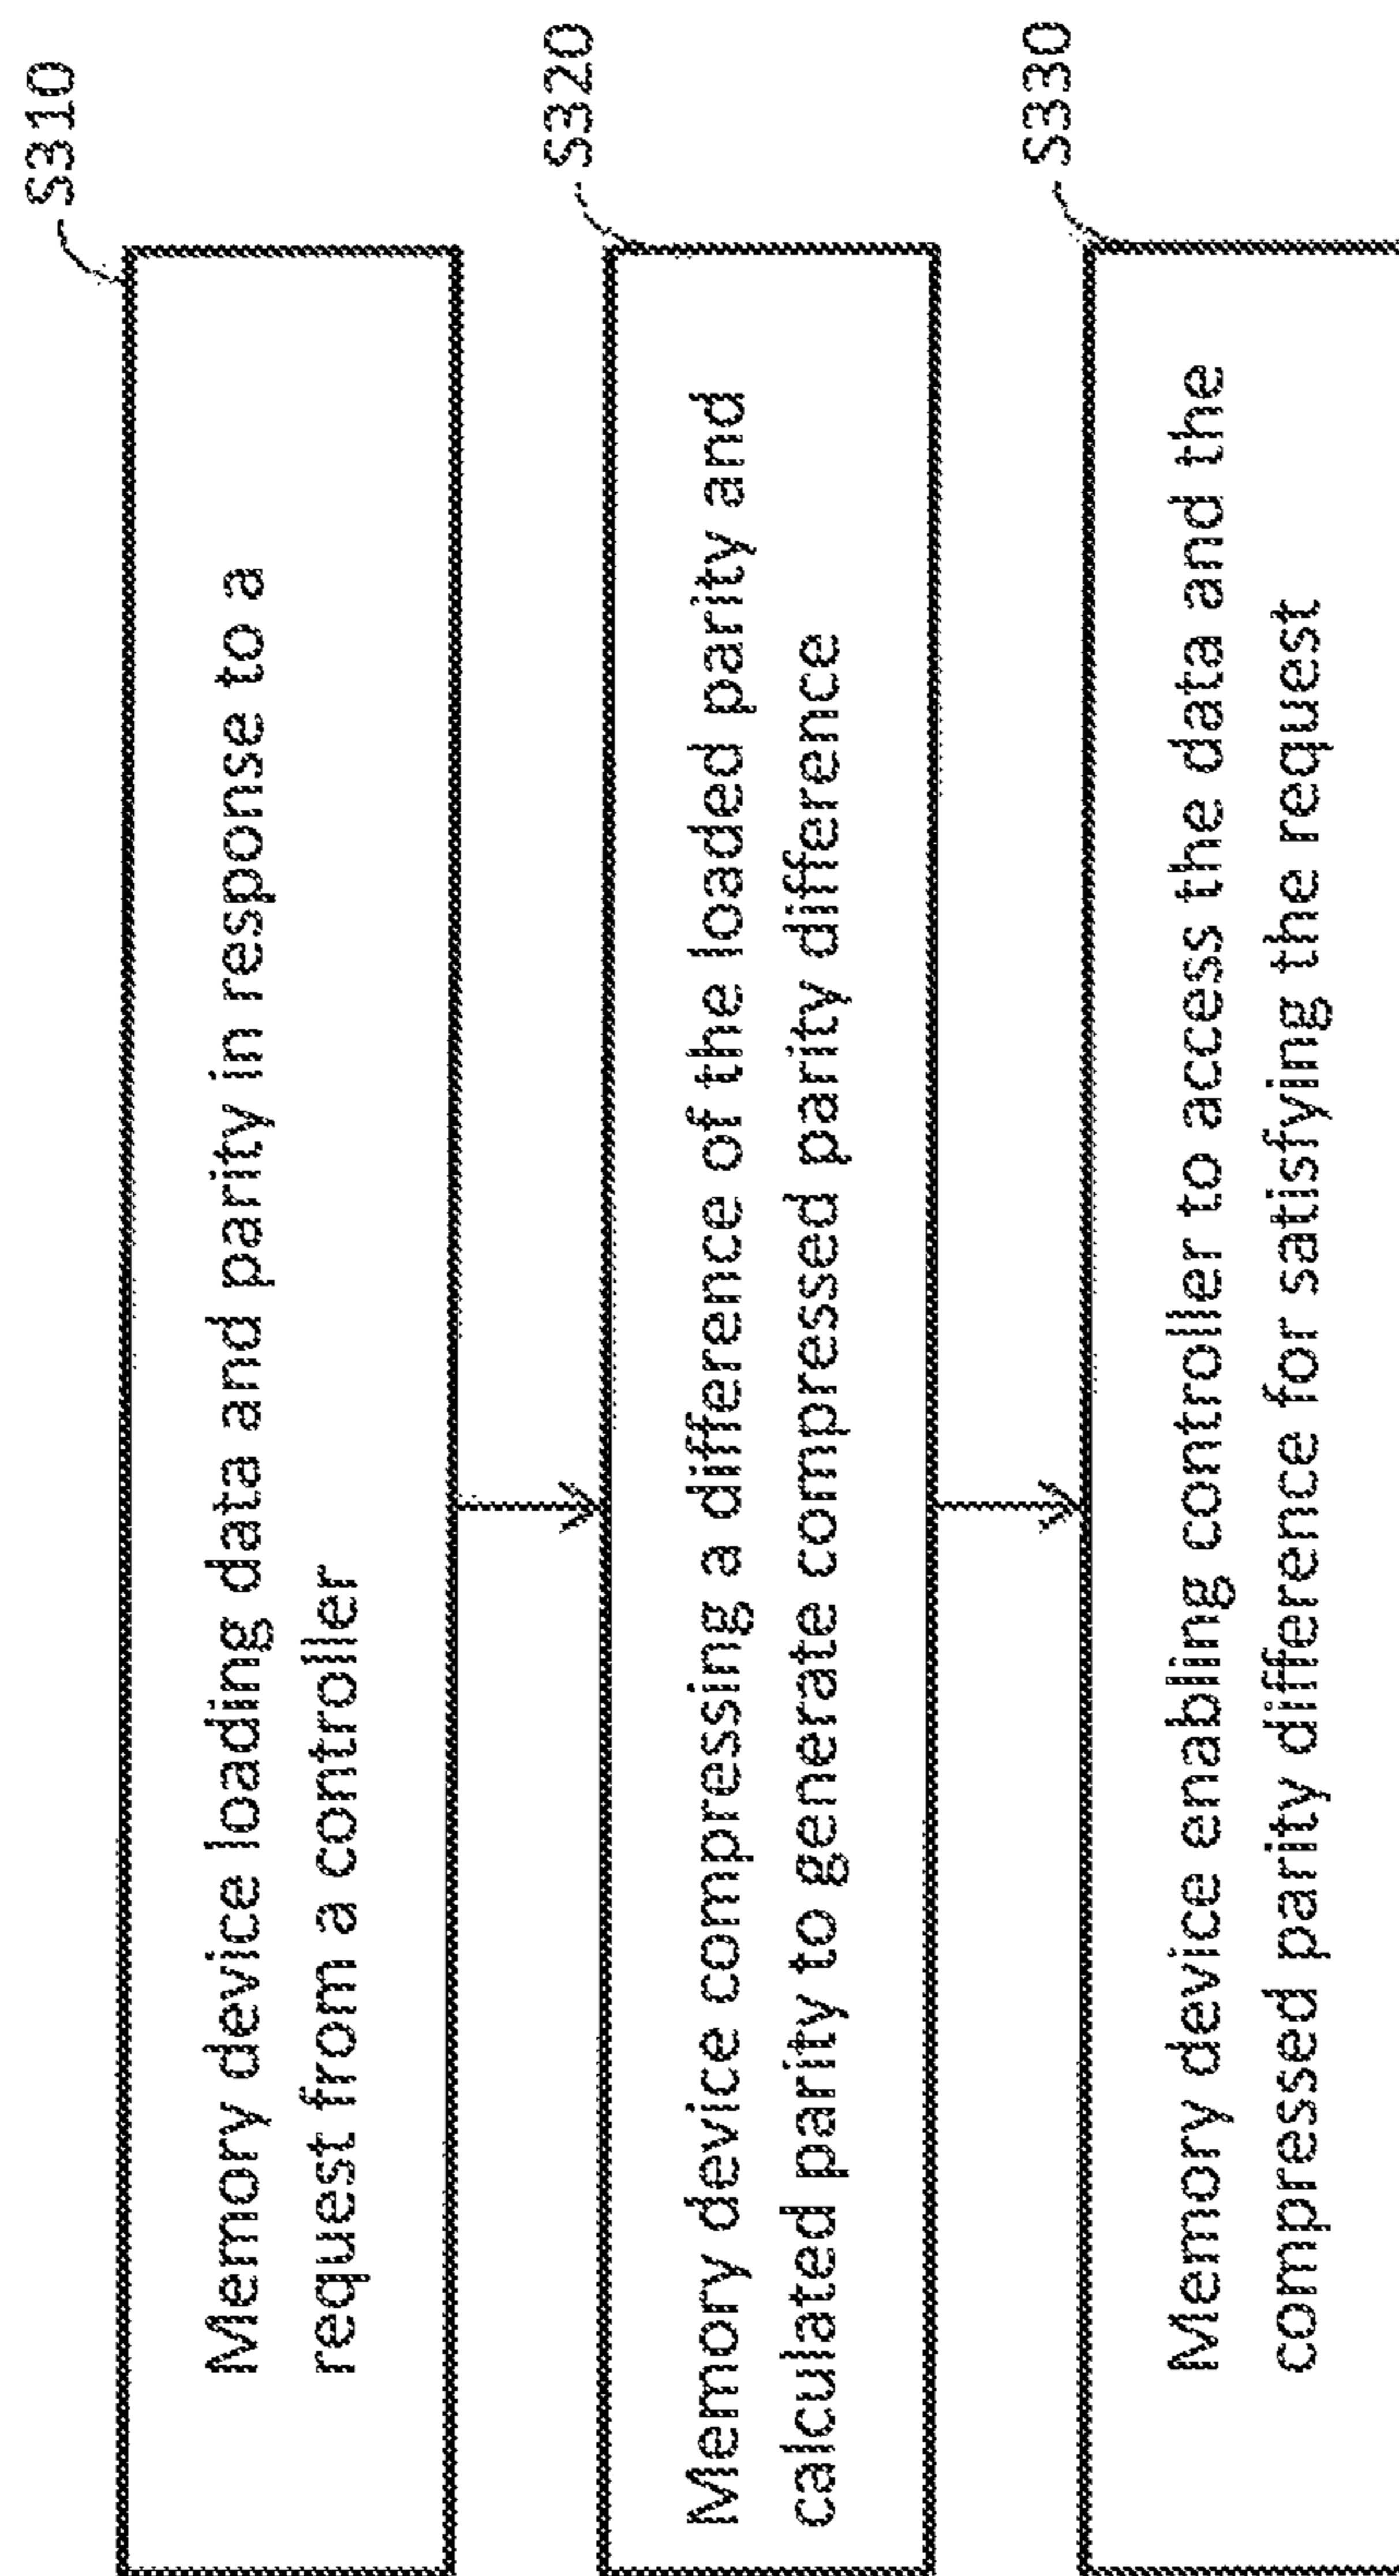 S310
Memory device loading data and parity in response to a
request from a controller
S320
Memory device compressing a difference of the loaded parity and
calculated parity to generate compressed parity difference
S330
Memory device enabling controller to access the data and the
compressed parity difference for satisfying the request